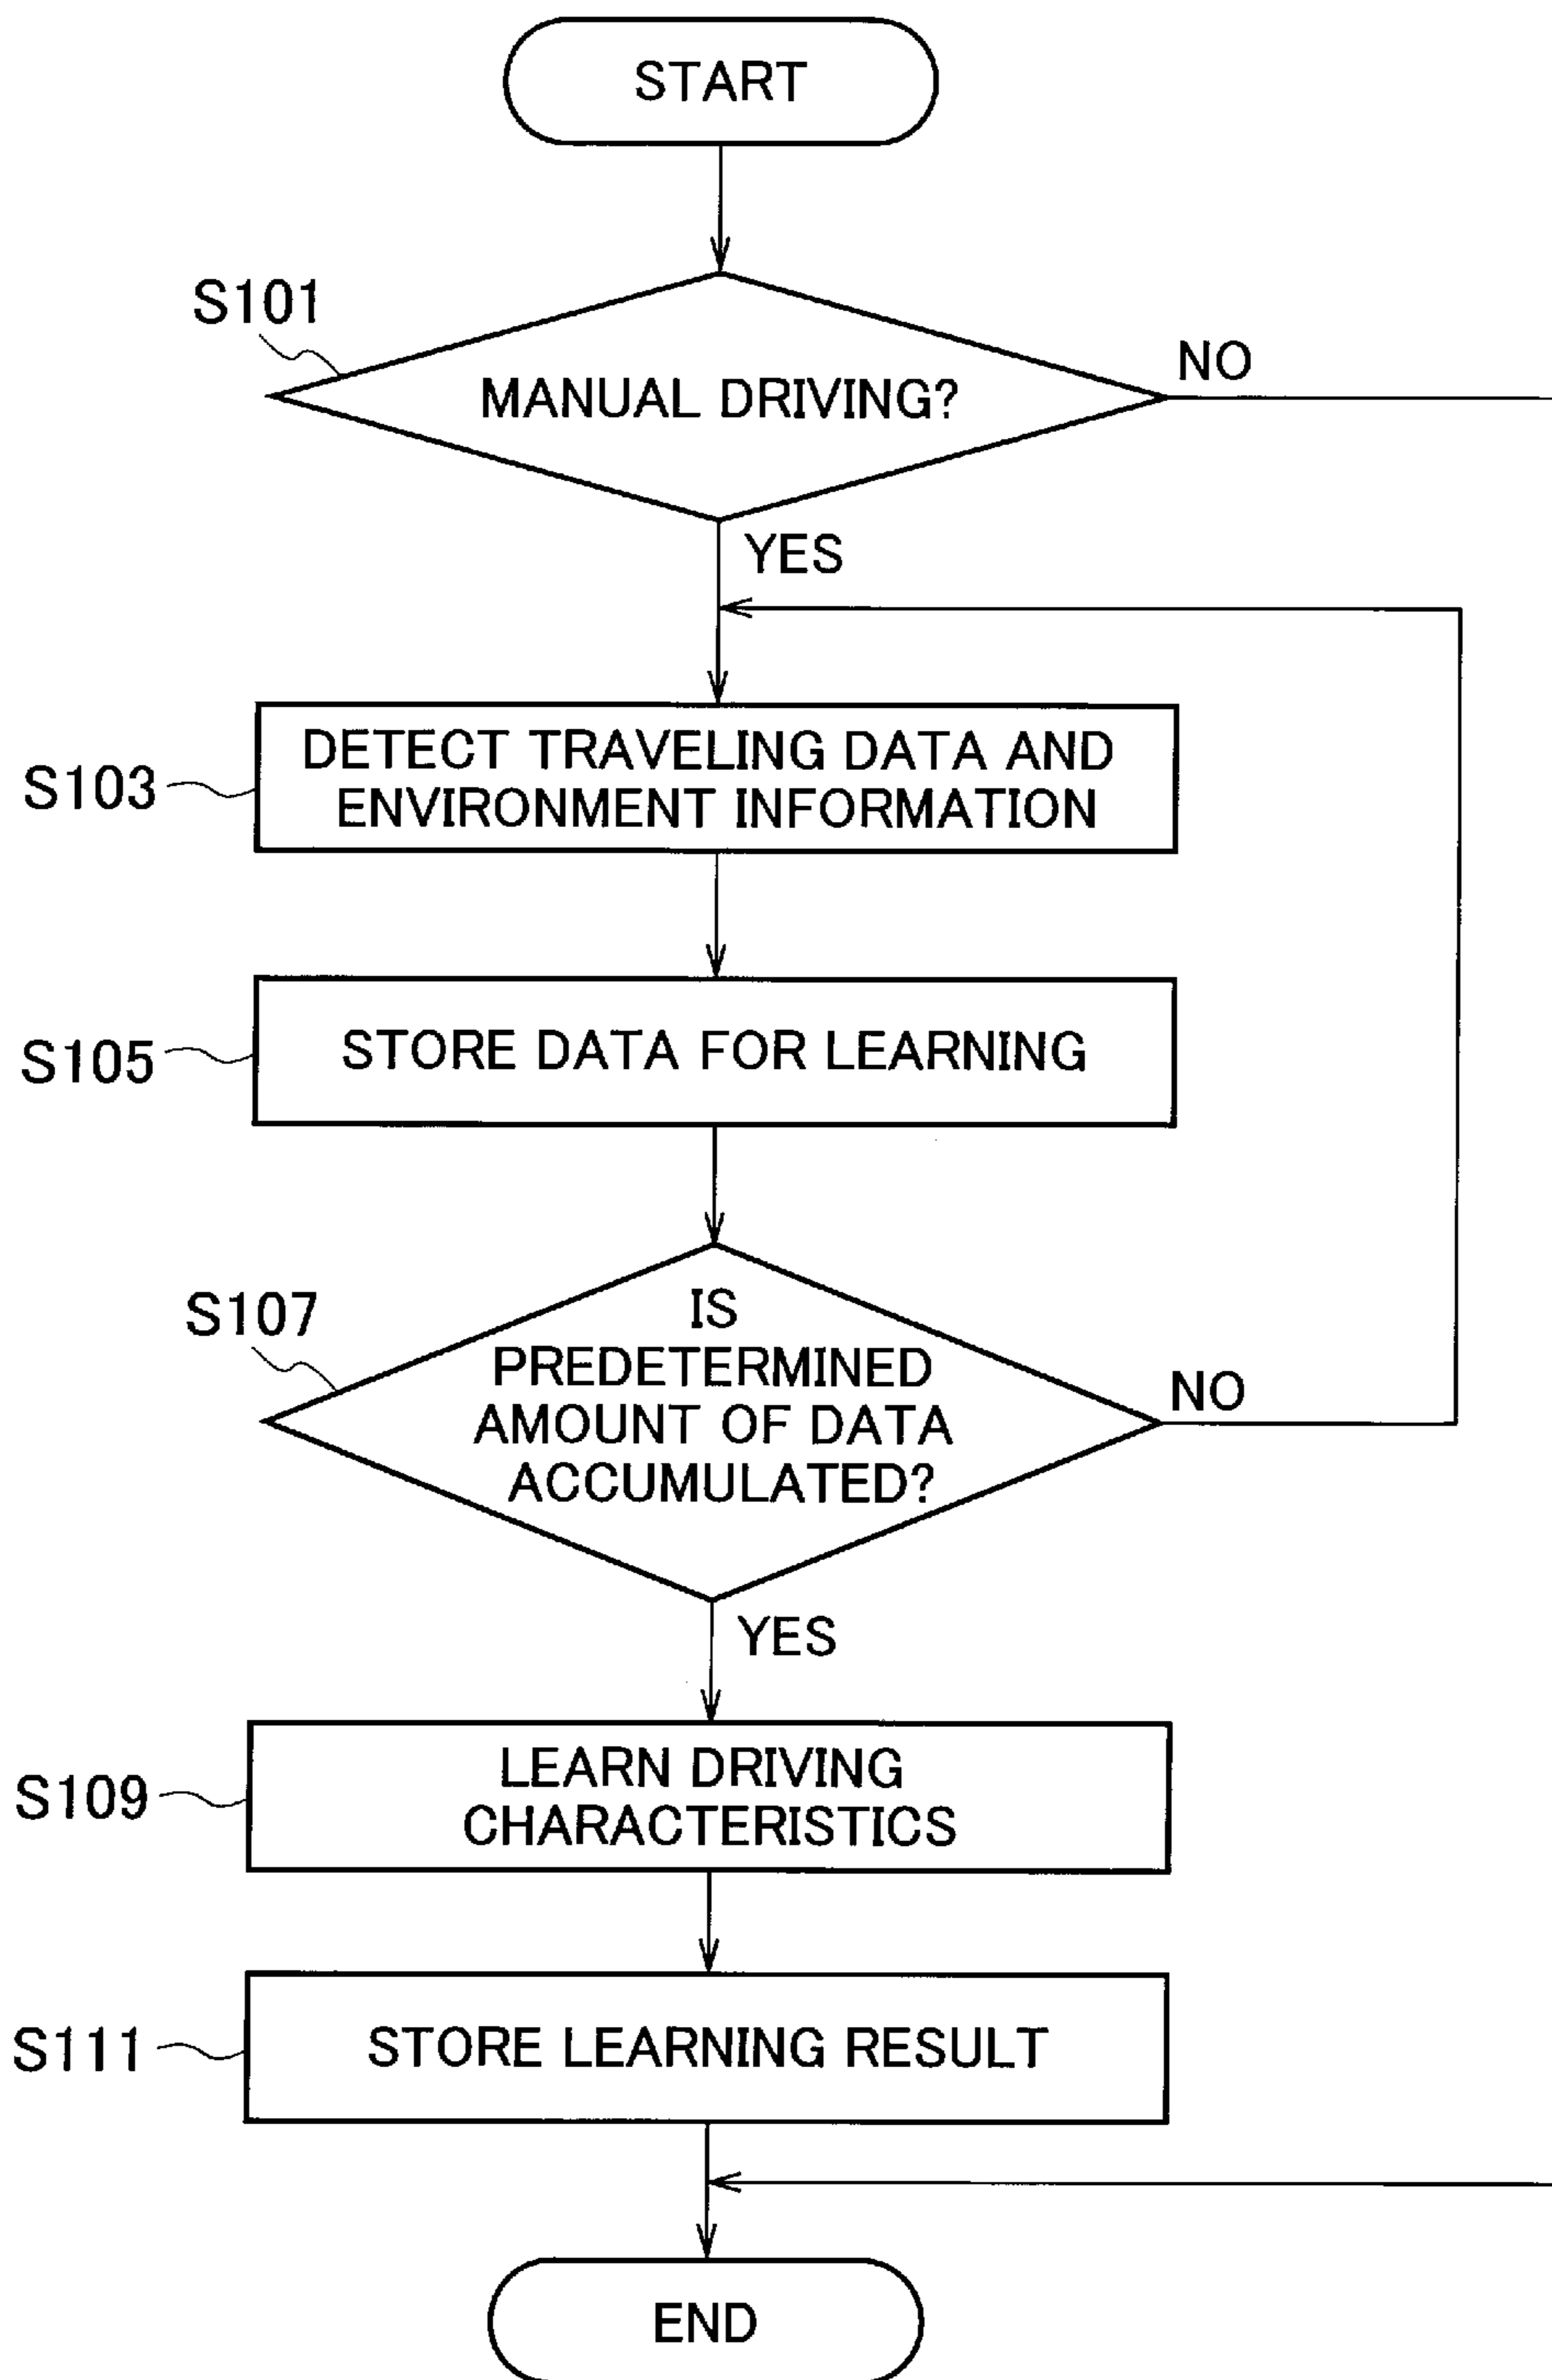 START
S101
MANUAL DRIVING?
NO
YES
S103
DETECT TRAVELING DATA AND
ENVIRONMENT INFORMATION
S105
STORE DATA FOR LEARNING
S107
IS
PREDETERMINED
AMOUNT OF DATA
ACCUMULATED?
NO
YES
S109
LEARN DRIVING
CHARACTERISTICS
S111
STORE LEARNING RESULT
END